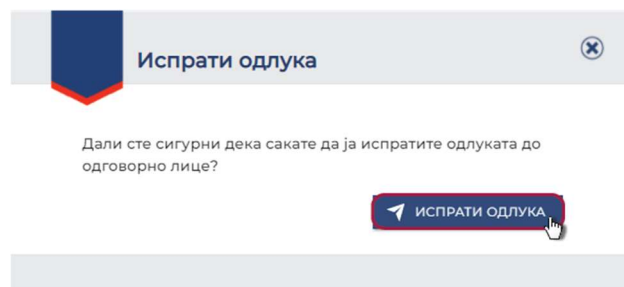 Испрати одлука
Дали сте сигурни дека сакате да ја испратите одлуката до
одговорно лице?
ИСПРАТИ ОДЛУКА